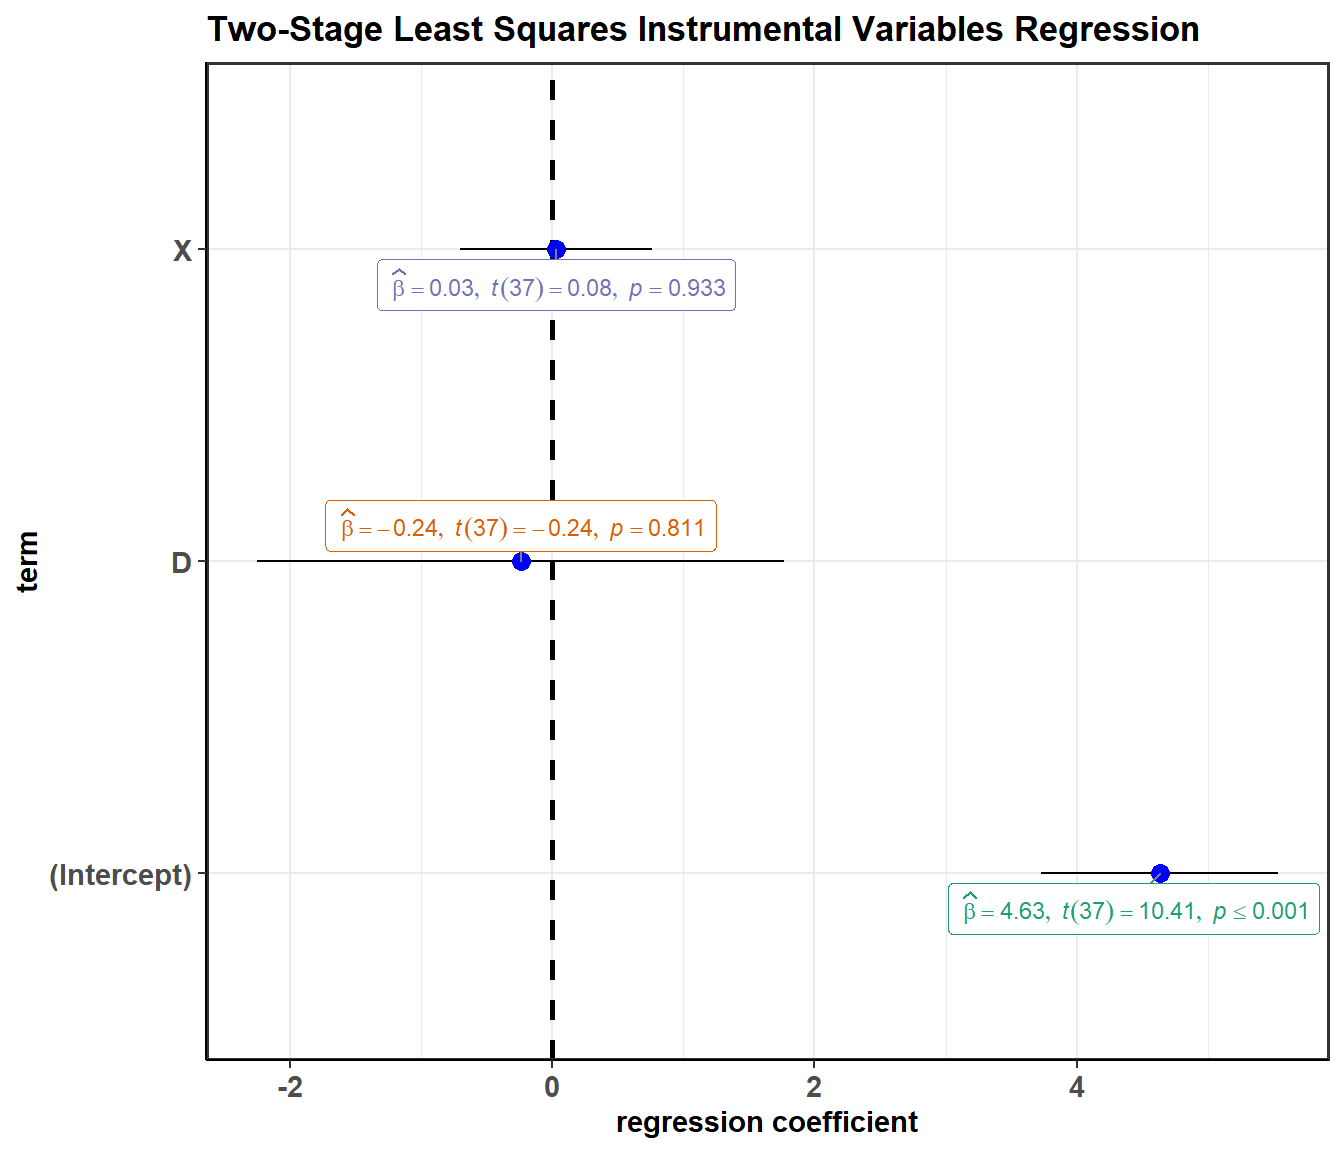 Two-Stage Least Squares Instrumental Variables Regression
X
β̂ = 0.03, t(37) = 0.08, p = 0.933
β̂ = −0.24, t(37) = −0.24, p = 0.811
D
term
(Intercept)
β̂ = 4.63, t(37) = 10.41, p ≤ 0.001
-2 0 2 4
regression coefficient